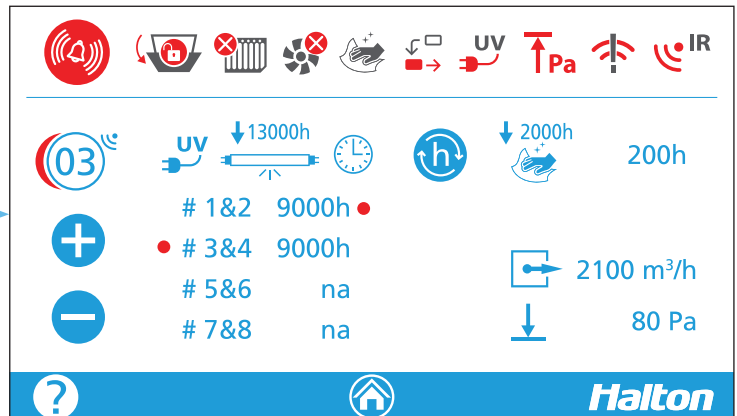 UV Pa IR
03 UV 13000h h 2000h 200h
# 1&2 9000h
# 3&4 9000h
# 5&6 na
# 7&8 na
2100 m³/h
80 Pa
? Halton